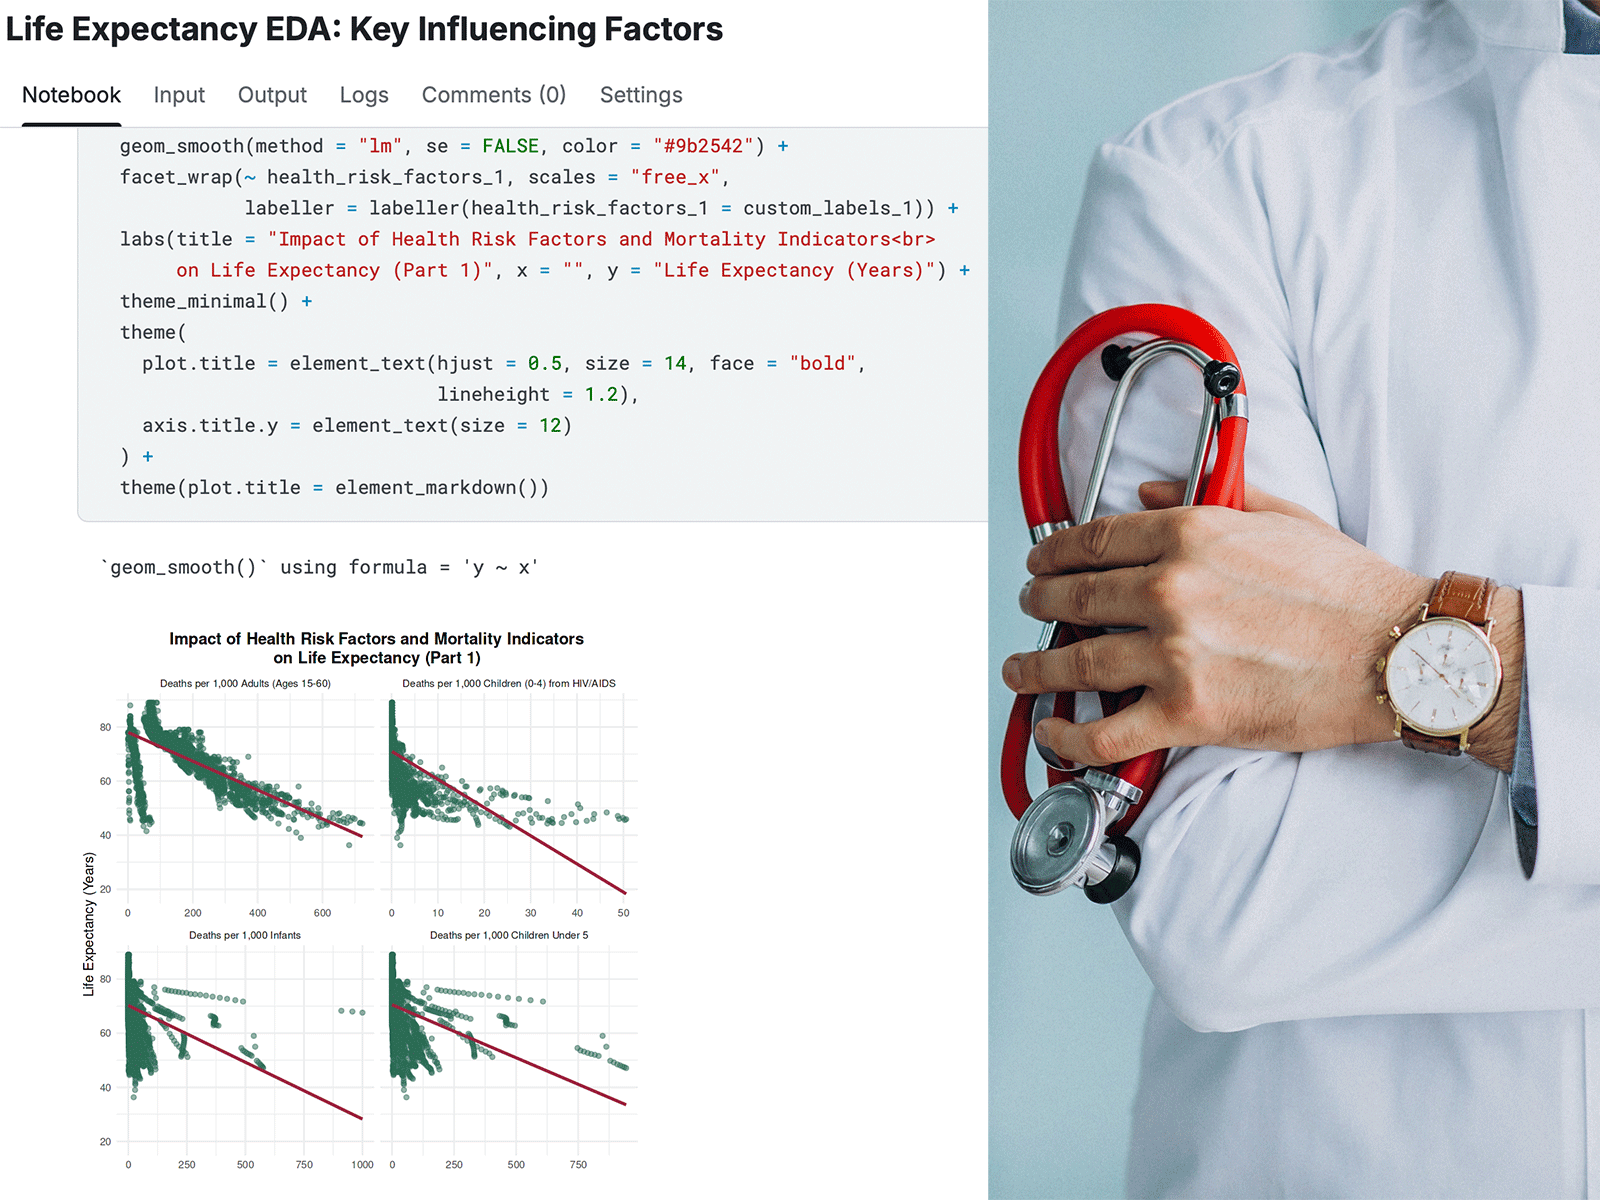 Life Expectancy EDA: Key Influencing Factors
Notebook Input Output Logs Comments (0) Settings
geom_smooth(method = "lm", se = FALSE, color = "#9b2542") +
facet_wrap(~ health_risk_factors_1, scales = "free_x",
labeller = labeller(health_risk_factors_1 = custom_labels_1)) +
labs(title = "Impact of Health Risk Factors and Mortality Indicators<br>
on Life Expectancy (Part 1)", x = "", y = "Life Expectancy (Years)") +
theme_minimal() +
theme(
plot.title = element_text(hjust = 0.5, size = 14, face = "bold",
lineheight = 1.2),
axis.title.y = element_text(size = 12)
) +
theme(plot.title = element_markdown())
`geom_smooth()` using formula = 'y ~ x'
Impact of Health Risk Factors and Mortality Indicators
on Life Expectancy (Part 1)
Deaths per 1,000 Adults (Ages 15-60)
Deaths per 1,000 Children (0-4) from HIV/AIDS
80
60
40
20
0 200 400 600
0 10 20 30 40 50
Life Expectancy (Years)
Deaths per 1,000 Infants
Deaths per 1,000 Children Under 5
80
60
40
20
0 250 500 750 1000
0 250 500 750